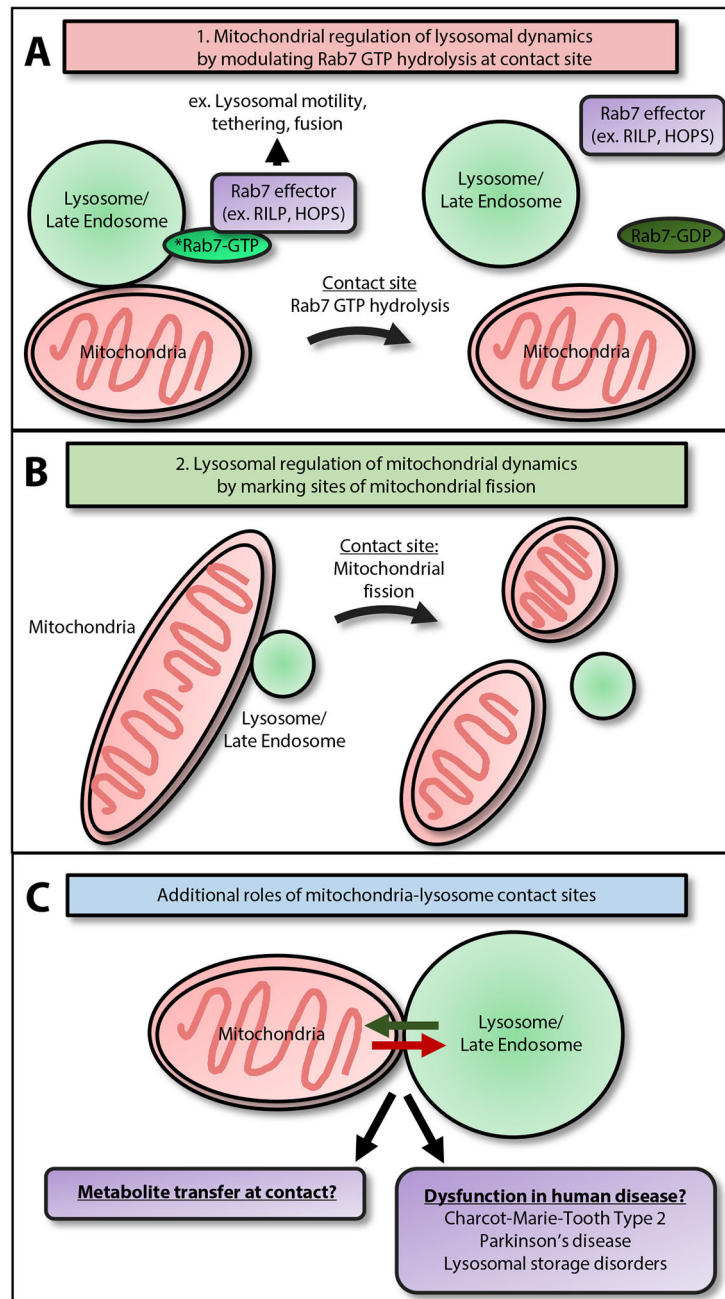 A
1. Mitochondrial regulation of lysosomal dynamics
by modulating Rab7 GTP hydrolysis at contact site
ex. Lysosomal motility,
tethering, fusion
Rab7 effector
(ex. RILP, HOPS)
Lysosome/
Late Endosome
*Rab7-GTP
Mitochondria
Contact site
Rab7 GTP hydrolysis
Rab7 effector
(ex. RILP, HOPS)
Lysosome/
Late Endosome
Rab7-GDP
Mitochondria
B
2. Lysosomal regulation of mitochondrial dynamics
by marking sites of mitochondrial fission
Mitochondria
Lysosome/
Late Endosome
Contact site:
Mitochondrial
fission
C
Additional roles of mitochondria-lysosome contact sites
Mitochondria
Lysosome/
Late Endosome
Metabolite transfer at contact?
Dysfunction in human disease?
Charcot-Marie-Tooth Type 2
Parkinson's disease
Lysosomal storage disorders